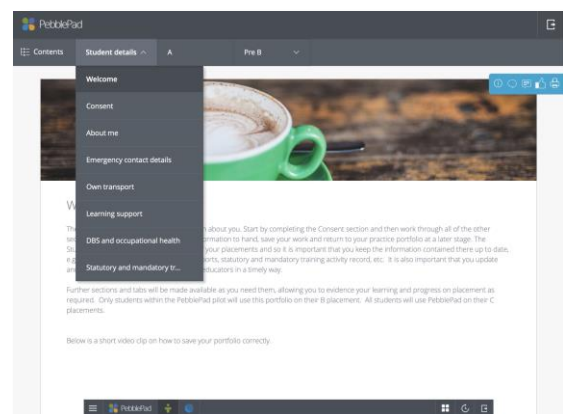 PebblePad
Contents Student details A Pre B
Welcome
Consent
About me
Emergency contact details
Own transport
Learning support
DBS and occupational health
Statutory and mandatory tr...
W
Th about you. Start by completing the Consent section and then work through all of the other
sec ormation to hand, save your work and return to your practice portfolio at a later stage. The
Stu your placements and so it is important that you keep the information contained there up to date,
e.g orts, statutory and mandatory training activity record, etc. It is also important that you update
an educators in a timely way.
Further sections and tabs will be made available as you need them, allowing you to evidence your learning and progress on placement as
required. Only students within the PebblePad pilot will use this portfolio on their B placement. All students will use PebblePad on their C
placements.
Below is a short video clip on how to save your portfolio correctly.
PebblePad